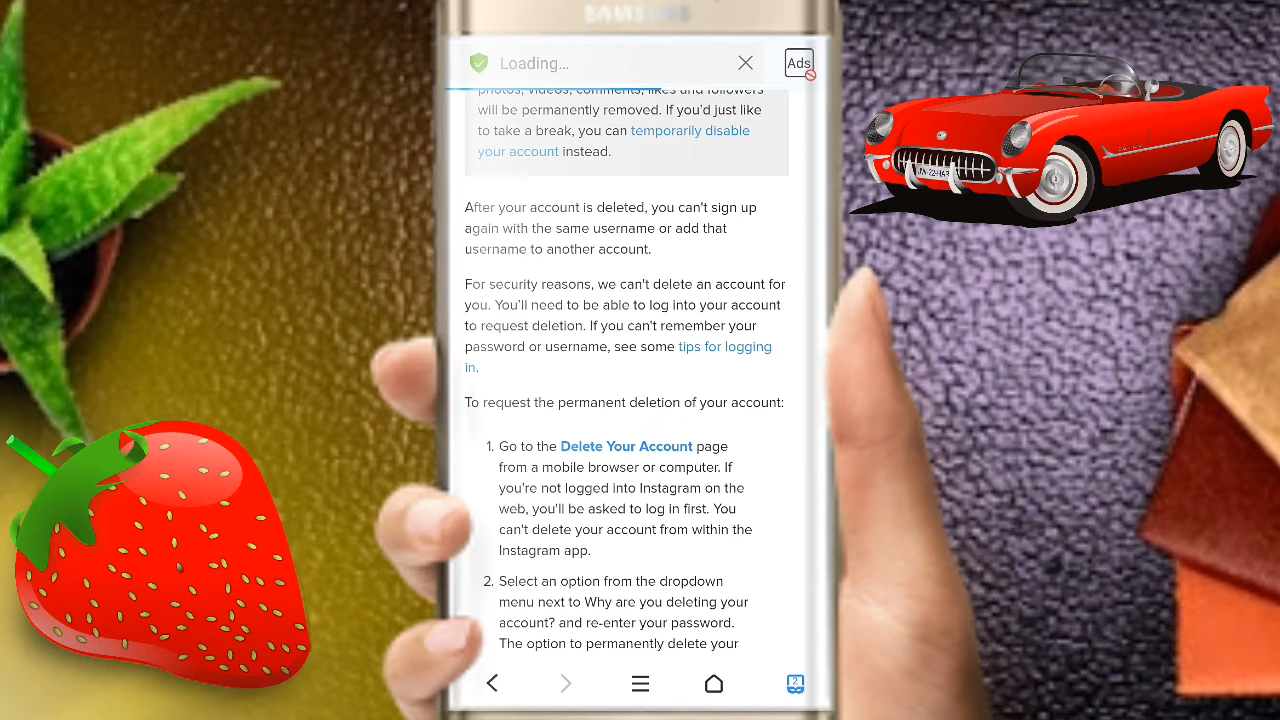 SAMSUNG
Loading...
Ads
photos, videos, comments, likes and followers
will be permanently removed. If you'd just like
to take a break, you can temporarily disable
your account instead.
After your account is deleted, you can't sign up
again with the same username or add that
username to another account.
For security reasons, we can't delete an account for
you. You'll need to be able to log into your account
to request deletion. If you can't remember your
password or username, see some tips for logging
in.
To request the permanent deletion of your account:
1. Go to the Delete Your Account page
from a mobile browser or computer. If
you're not logged into Instagram on the
web, you'll be asked to log in first. You
can't delete your account from within the
Instagram app.
2. Select an option from the dropdown
menu next to Why are you deleting your
account? and re-enter your password.
The option to permanently delete your
2